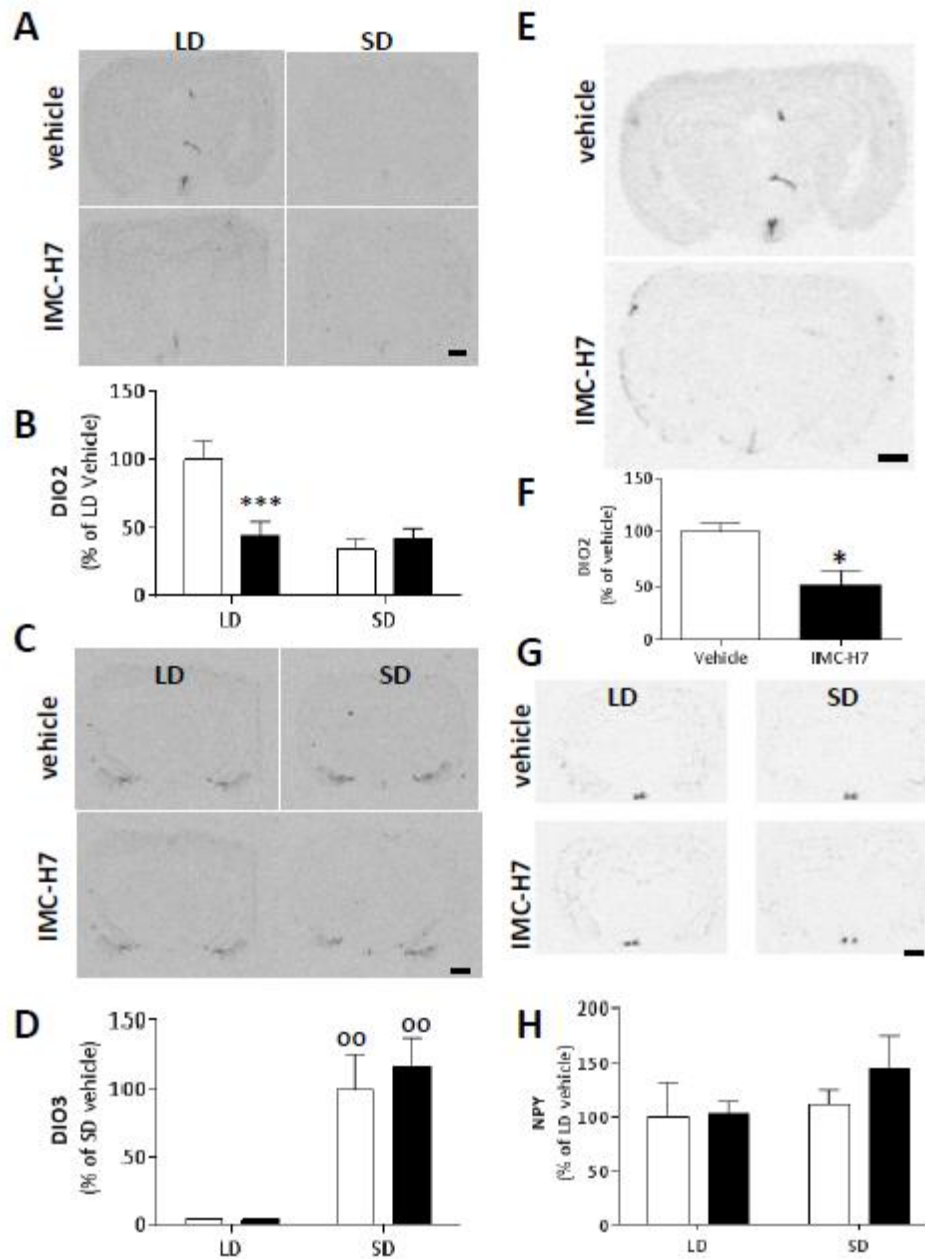 A
LD SD
vehicle
IMC-H7
B
DIO2
(% of LD Vehicle)
150
100
50
0
***
LD SD
C
LD SD
vehicle
IMC-H7
D
DIO3
(% of SD vehicle)
150
100
50
0
oo oo
LD SD
E
vehicle
IMC-H7
F
DIO2
(% of vehicle)
150
100
50
0
*
Vehicle IMC-H7
G
LD SD
vehicle
IMC-H7
H
NPY
(% of LD vehicle)
200
150
100
50
0
LD SD